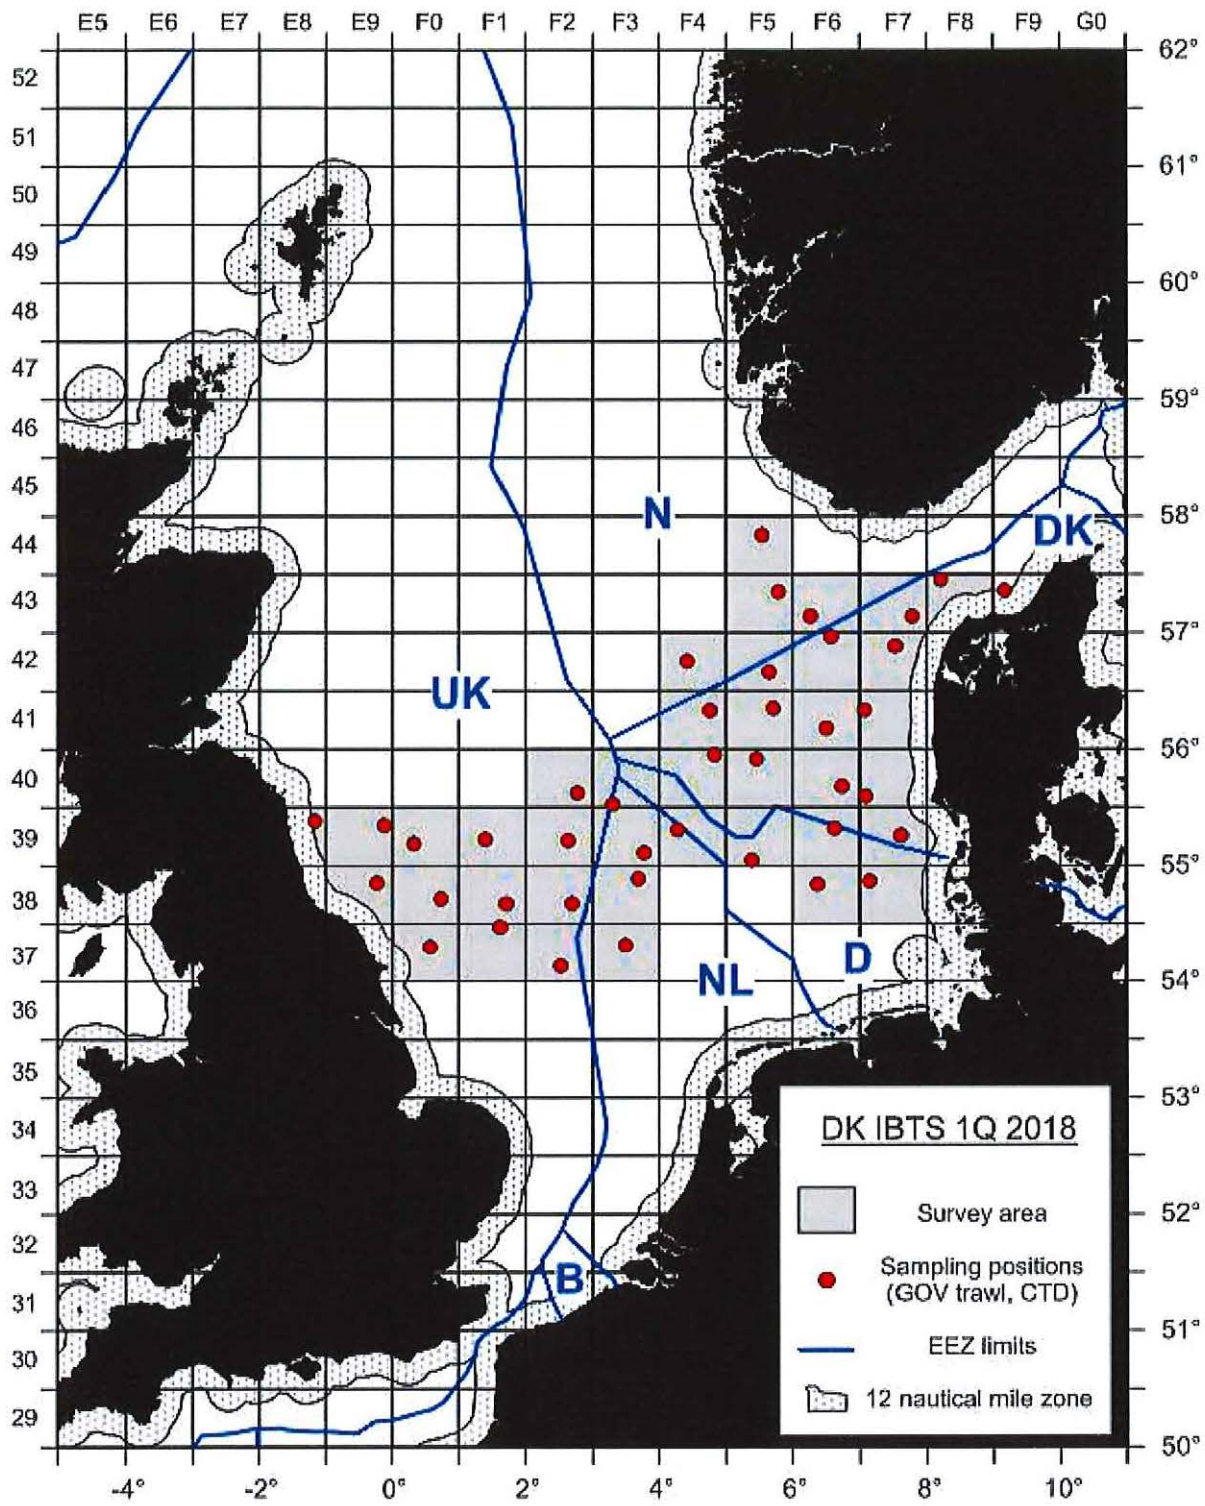 E5 E6 E7 E8 E9 F0 F1 F2 F3 F4 F5 F6 F7 F8 F9 G0
62°
52
51
61°
50
49
60°
48
47
59°
46
45
N
58°
DK
44
43
57°
42
UK
41
56°
40
39
55°
38
37
D
NL
54°
36
35
53°
34
DK IBTS 1Q 2018
33
52°
Survey area
32
B
Sampling positions
(GOV trawl, CTD)
31
51°
30
EEZ limits
12 nautical mile zone
29
50°
-4° -2° 0° 2° 4° 6° 8° 10°